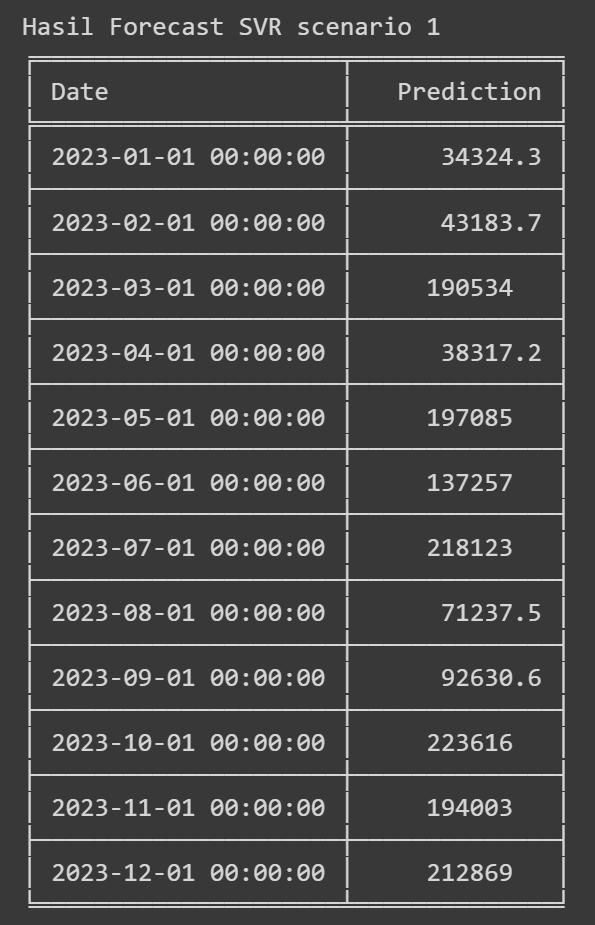 Hasil Forecast SVR scenario 1
Date Prediction
2023-01-01 00:00:00 34324.3
2023-02-01 00:00:00 43183.7
2023-03-01 00:00:00 190534
2023-04-01 00:00:00 38317.2
2023-05-01 00:00:00 197085
2023-06-01 00:00:00 137257
2023-07-01 00:00:00 218123
2023-08-01 00:00:00 71237.5
2023-09-01 00:00:00 92630.6
2023-10-01 00:00:00 223616
2023-11-01 00:00:00 194003
2023-12-01 00:00:00 212869